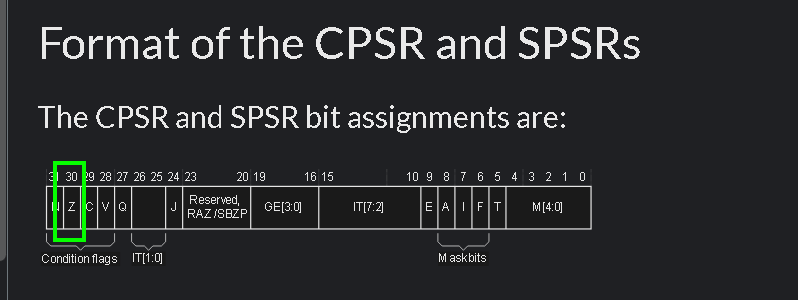 Format of the CPSR and SPSRs
The CPSR and SPSR bit assignments are:
31 30 29 28 27 26 25 24 23 20 19 16 15 10 9 8 7 6 5 4 3 2 1 0
N Z C V Q J Reserved, RAZ/SBZP GE[3:0] IT[7:2] E A I F T M[4:0]
Condition flags IT[1:0] Mask bits